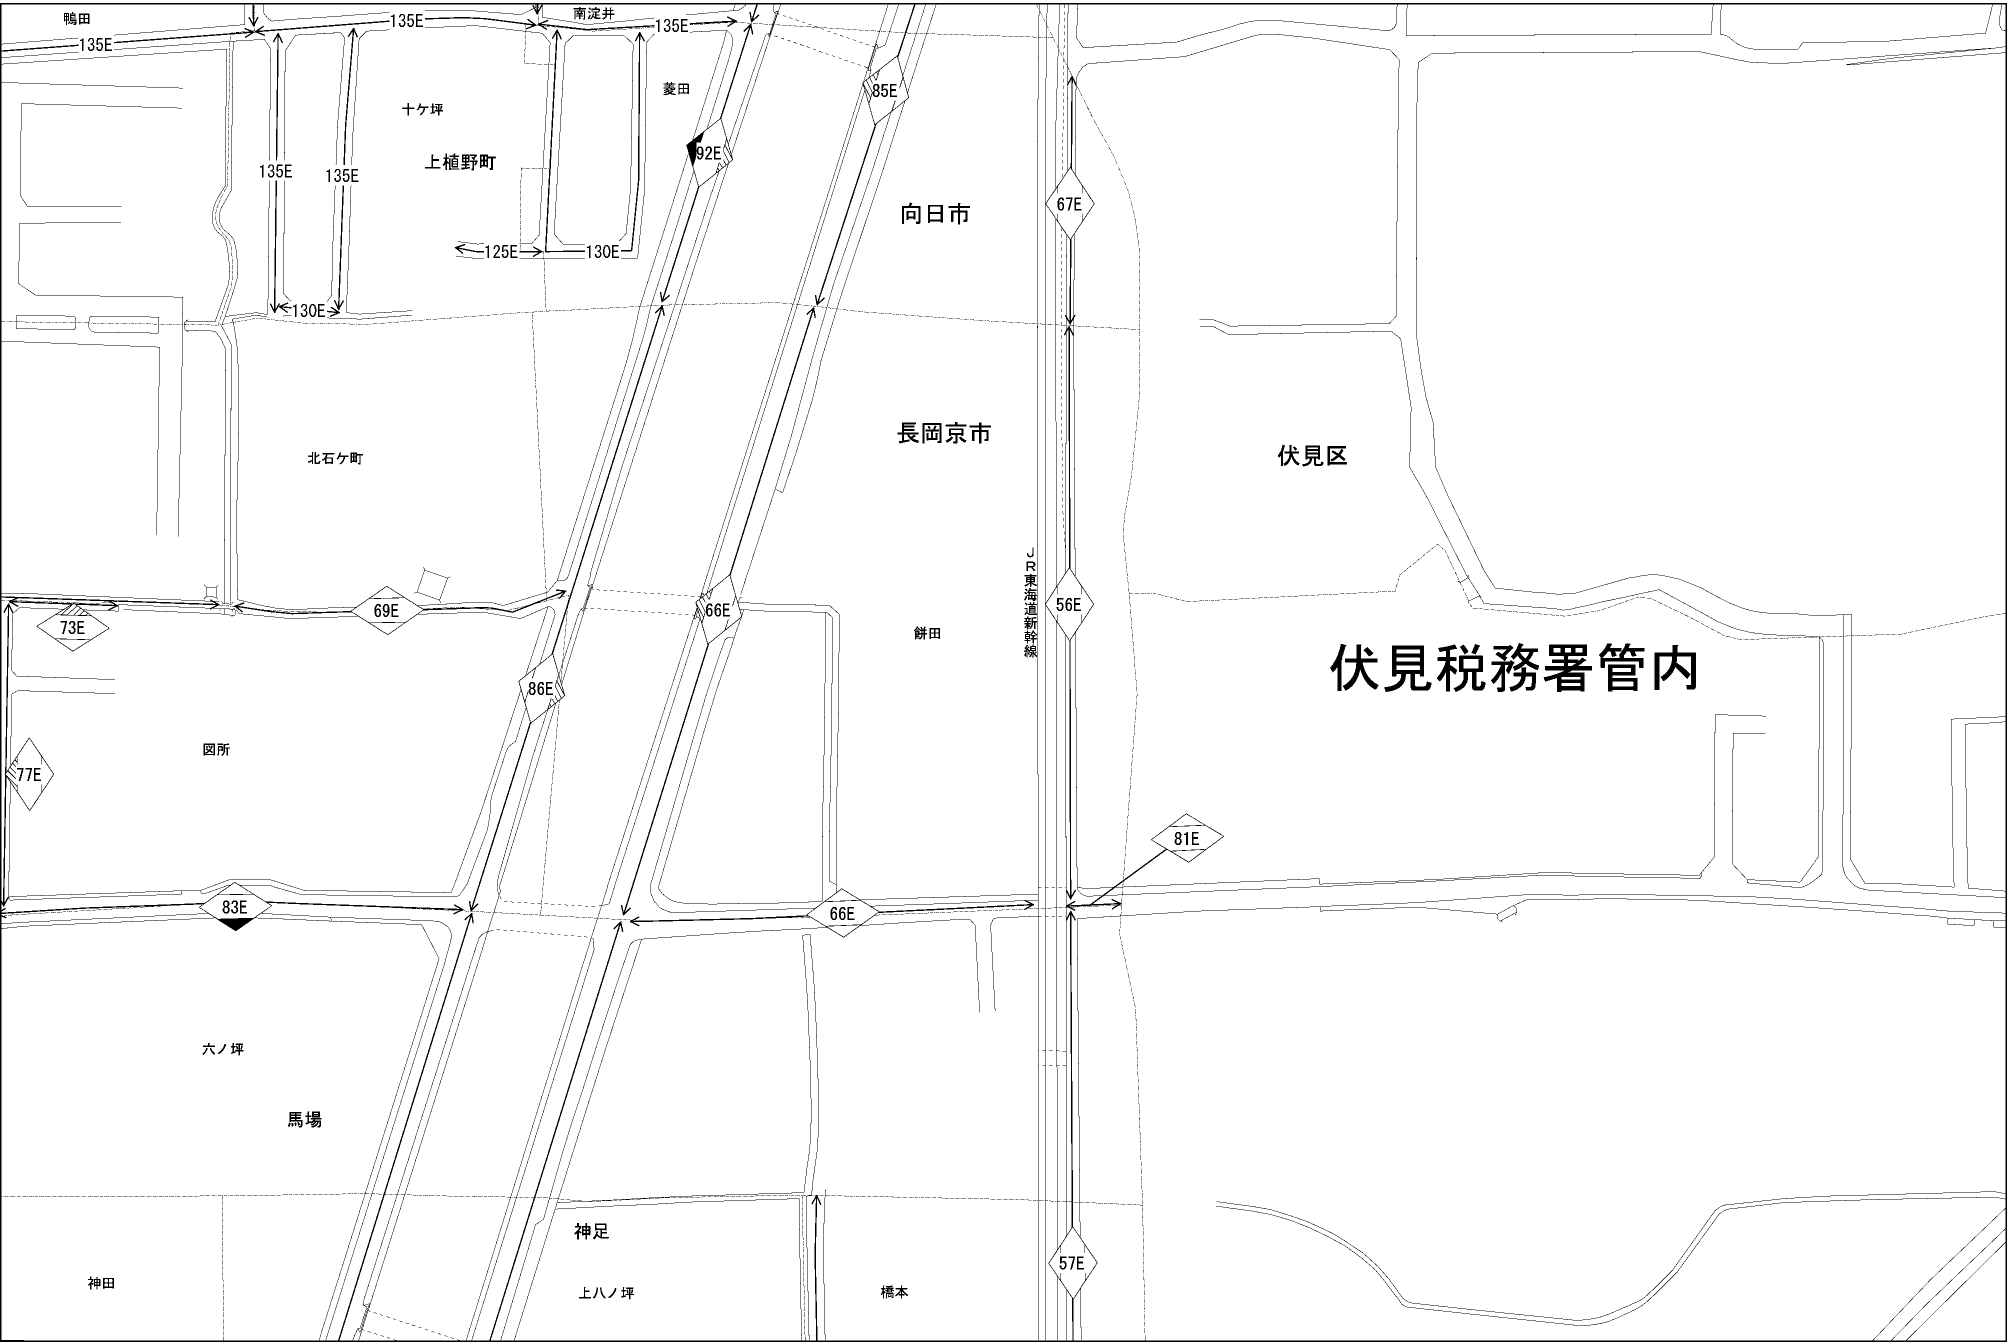 鴨田
135E
135E
南淀井
135E
菱田
85E
十ケ坪
92E
上植野町
135E
135E
67E
向日市
125E
130E
130E
長岡京市
北石ケ町
伏見区
JR東海道新幹線
73E
69E
66E
56E
餅田
伏見税務署管内
86E
図所
77E
81E
83E
66E
六ノ坪
馬場
神足
57E
神田
上八ノ坪
橋本